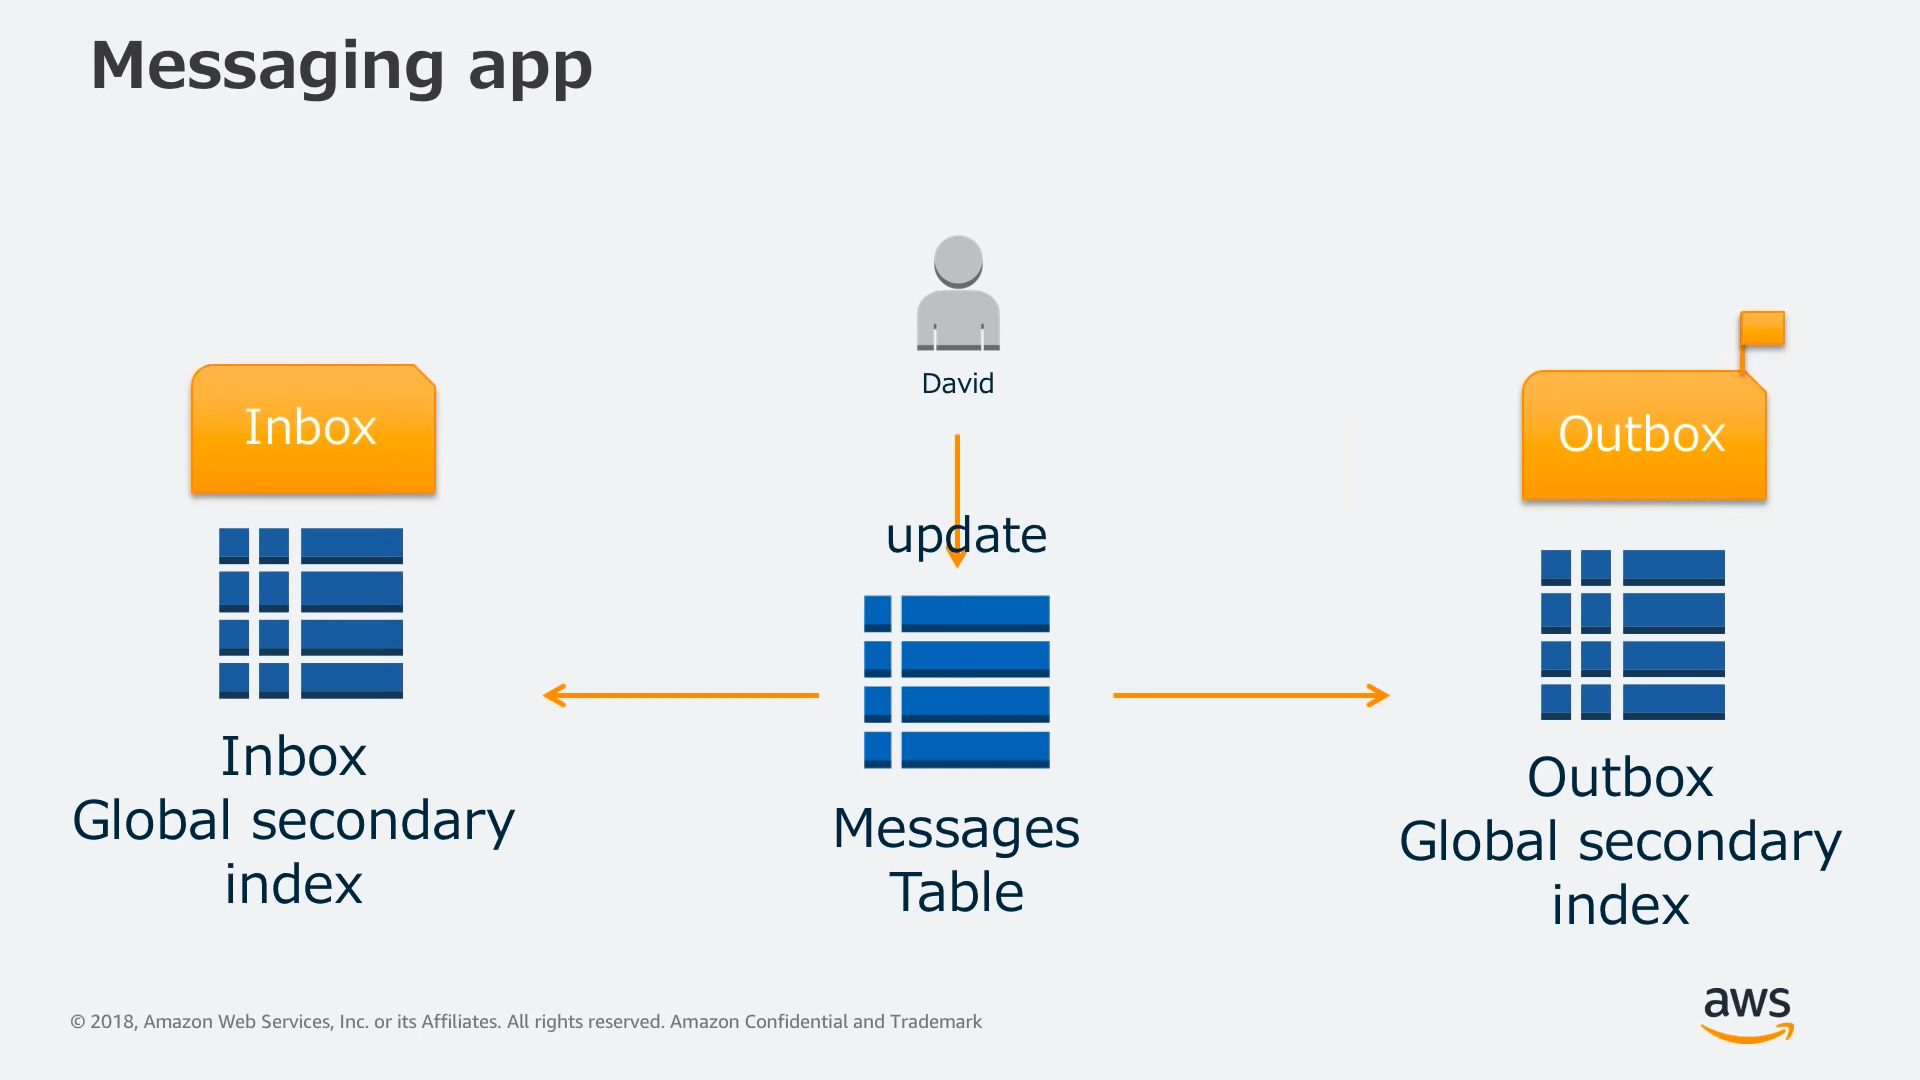 Messaging app
David
Inbox
Outbox
update
Inbox
Global secondary
index
Messages
Table
Outbox
Global secondary
index
© 2018, Amazon Web Services, Inc. or its Affiliates. All rights reserved. Amazon Confidential and Trademark
aws